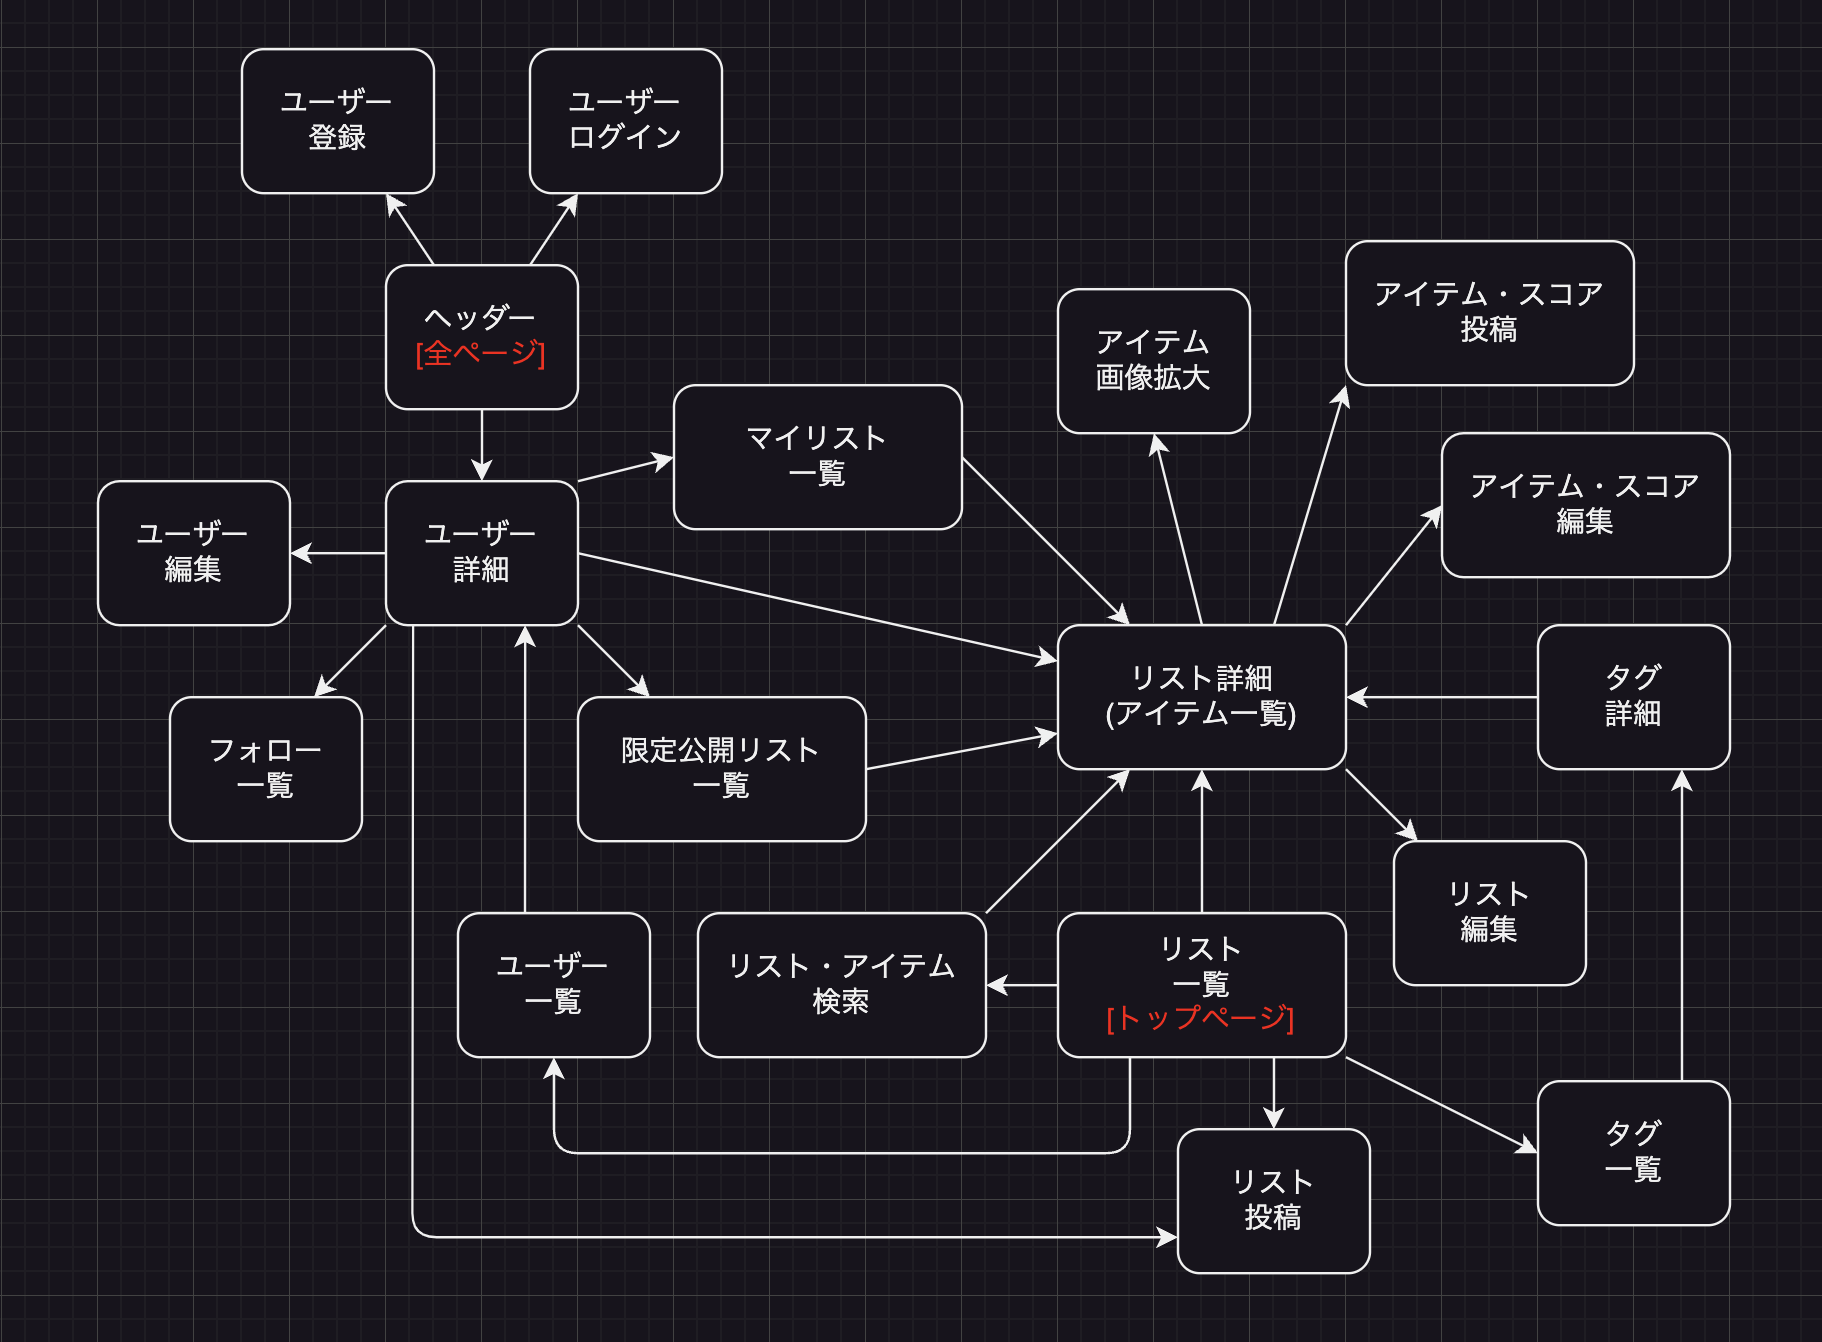 ユーザー
登録
ユーザー
ログイン
ヘッダー
[全ページ]
アイテム・スコア
投稿
アイテム
画像拡大
マイリスト
一覧
アイテム・スコア
編集
ユーザー
編集
ユーザー
詳細
リスト詳細
(アイテム一覧)
タグ
詳細
フォロー
一覧
限定公開リスト
一覧
リスト
編集
ユーザー
一覧
リスト・アイテム
検索
リスト
一覧
[トップページ]
タグ
一覧
リスト
投稿